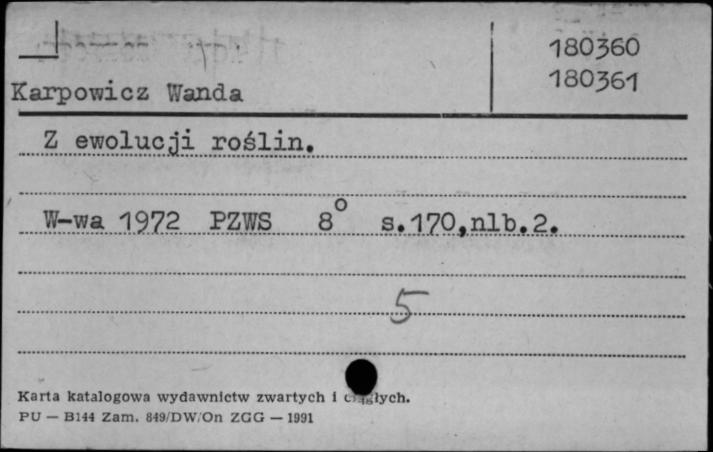 180360
180361
Karpowicz Wanda
Z ewolucji roślin.
W-wa 1972 PZWS 8° s.170,nlb.2.
5
Karta katalogowa wydawnictw zwartych i ciągłych.
PU — B144 Zam. 849/DW/On ZGG — 1991